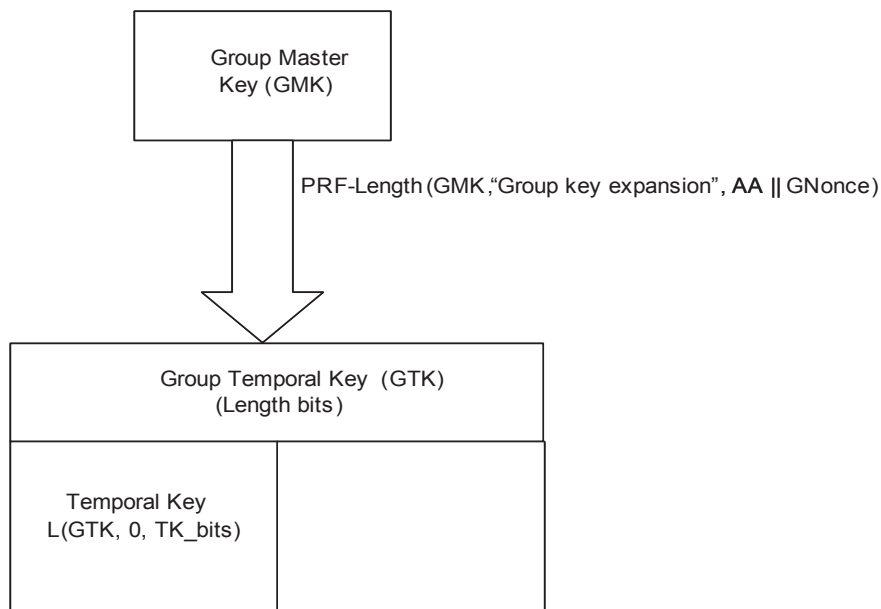 Group Master
Key (GMK)
PRF-Length(GMK,“Group key expansion”, AA || GNonce)
Group Temporal Key (GTK)
(Length bits)
Temporal Key
L(GTK, 0, TK_bits)